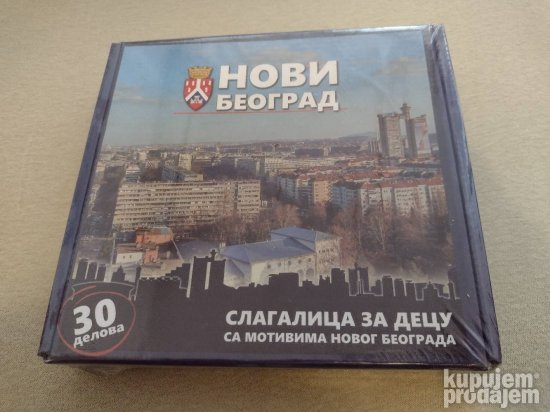 НОВИ
БЕОГРАД
30
делова
СЛАГАЛИЦА ЗА ДЕЦУ
СА МОТИВИМА НОВОГ БЕОГРАДА
kupujem
prodajem